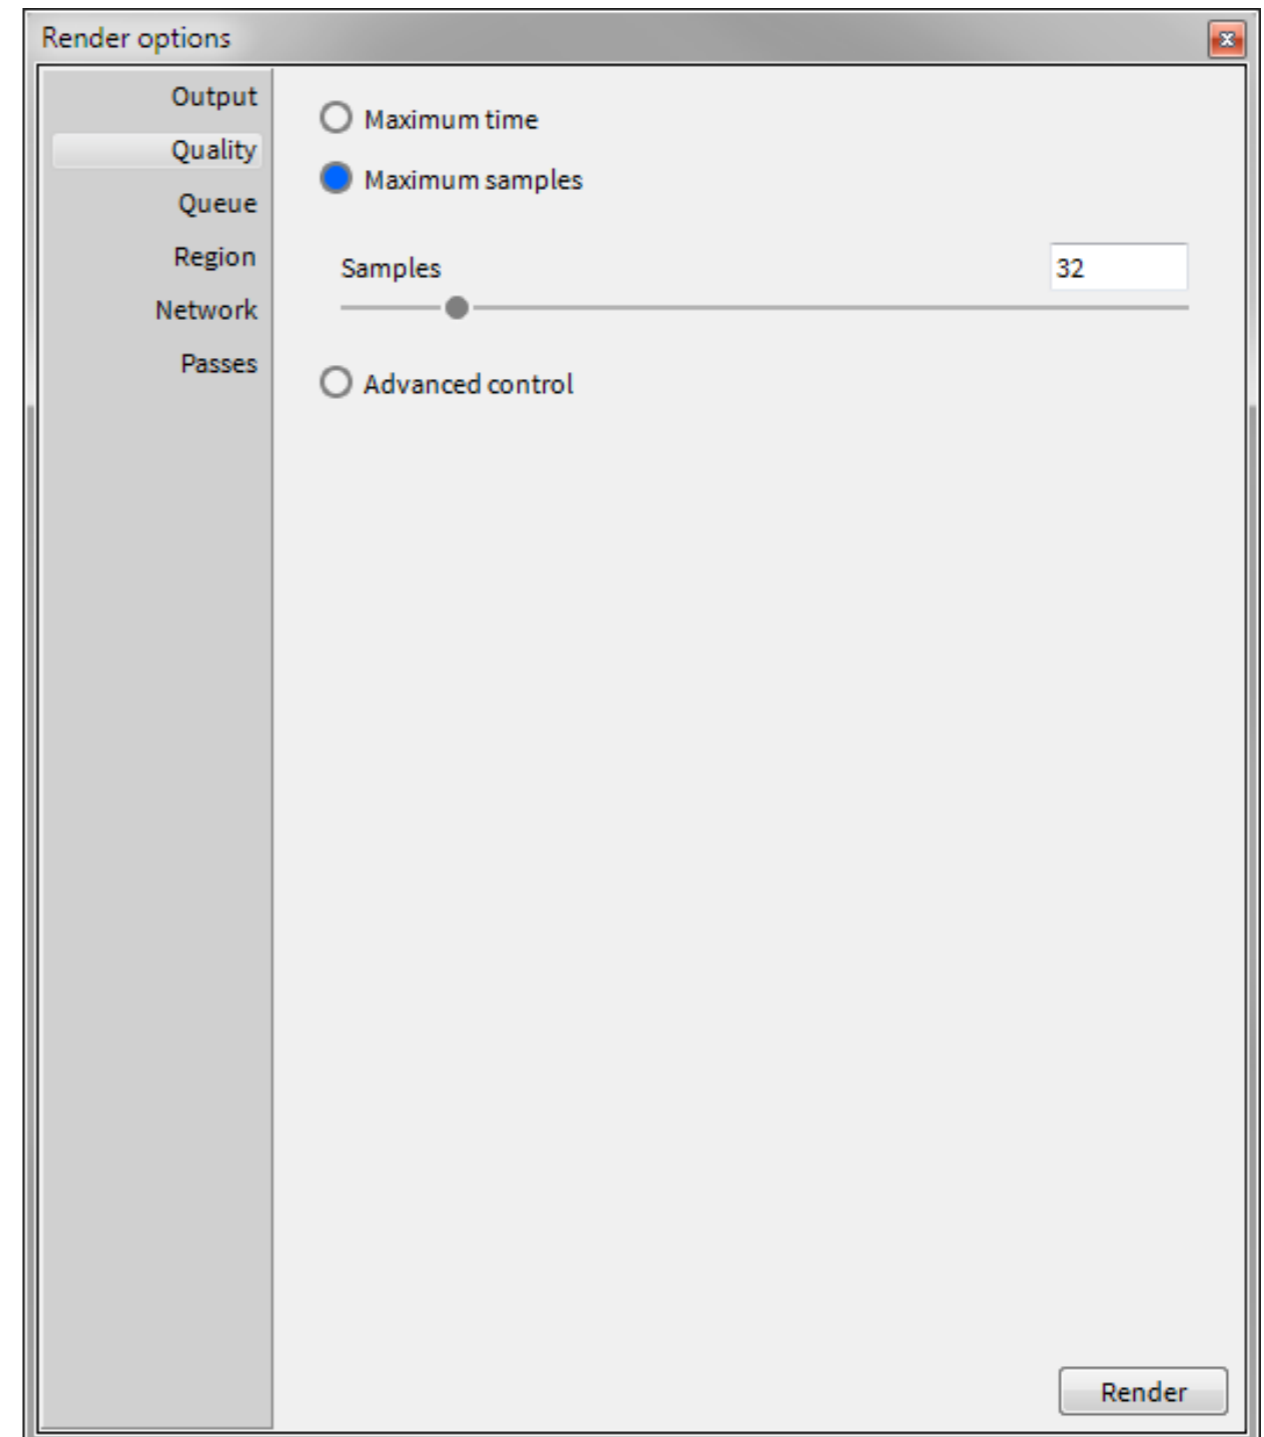 Render options
Output
Quality
Queue
Region
Network
Passes
Maximum time
Maximum samples
Samples
32
Advanced control
Render